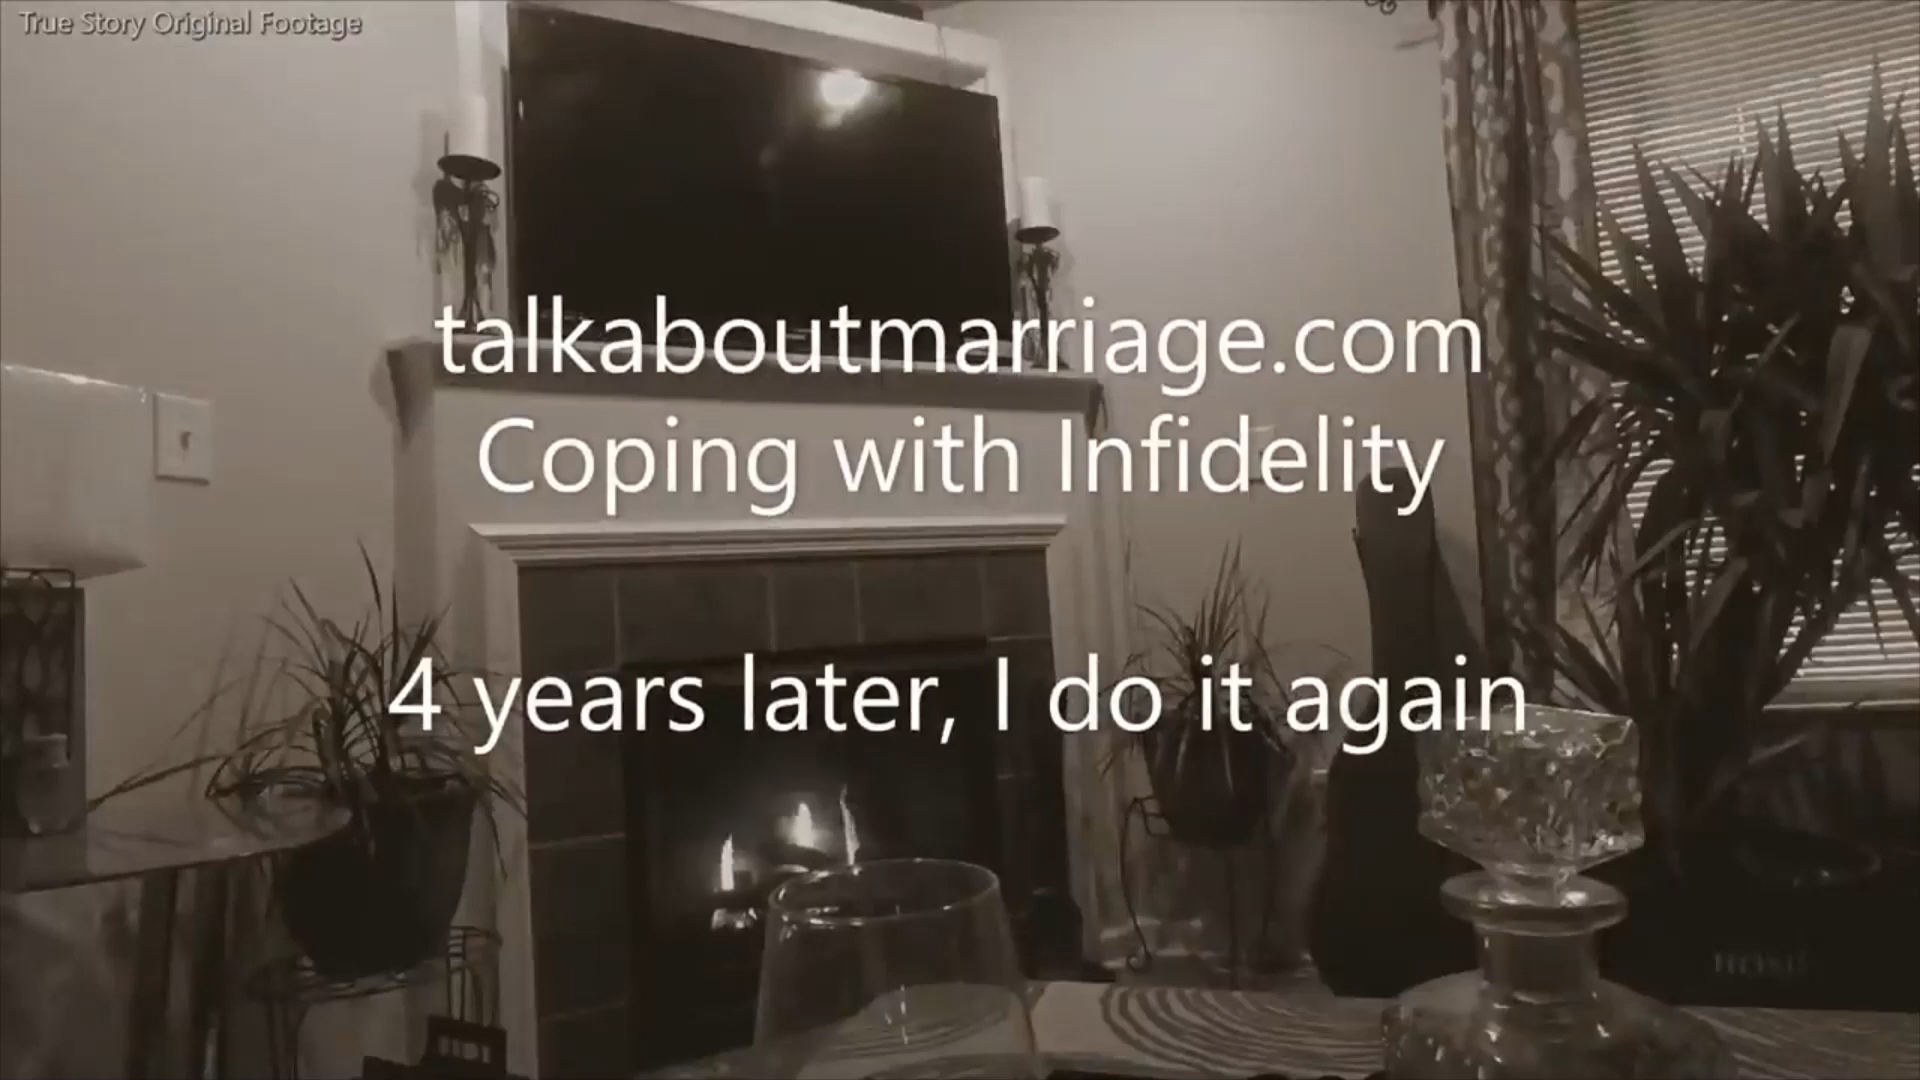 True Story Original Footage
talkaboutmarriage.com
Coping with Infidelity
4 years later, I do it again